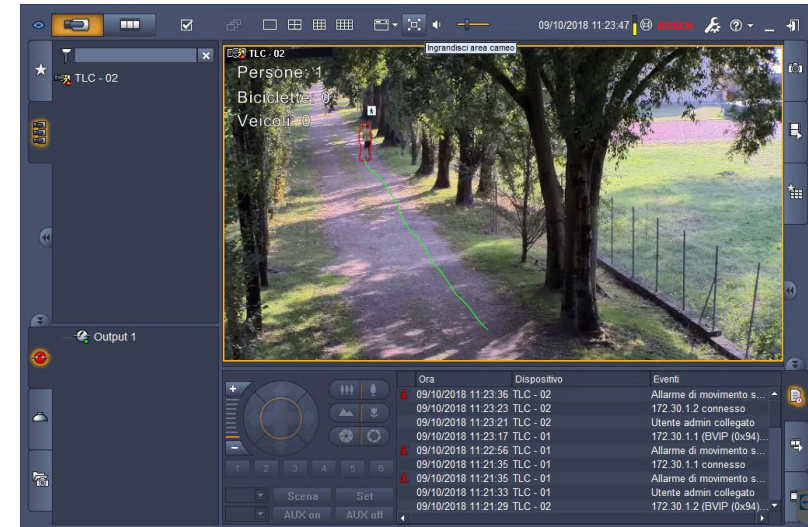 09/10/2018 11:23:47
BOSCH
Ingrandisci area cameo
TLC - 02
TLC - 02
Persone: 1
Biciclette: 0
Veicoli: 0
Output 1
1 2 3 4 5 6
Scena Set
AUX on AUX off
Ora Dispositivo Eventi
09/10/2018 11:23:36 TLC - 02 Allarme di movimento s...
09/10/2018 11:23:23 TLC - 02 172.30.1.2 connesso
09/10/2018 11:23:21 TLC - 02 Utente admin collegato
09/10/2018 11:23:17 TLC - 01 172.30.1.1 (BVIP (0x94)...
09/10/2018 11:22:56 TLC - 01 Allarme di movimento s...
09/10/2018 11:21:35 TLC - 01 172.30.1.1 connesso
09/10/2018 11:21:35 TLC - 01 Allarme di movimento s...
09/10/2018 11:21:33 TLC - 01 Utente admin collegato
09/10/2018 11:21:29 TLC - 02 172.30.1.2 (BVIP (0x94)...